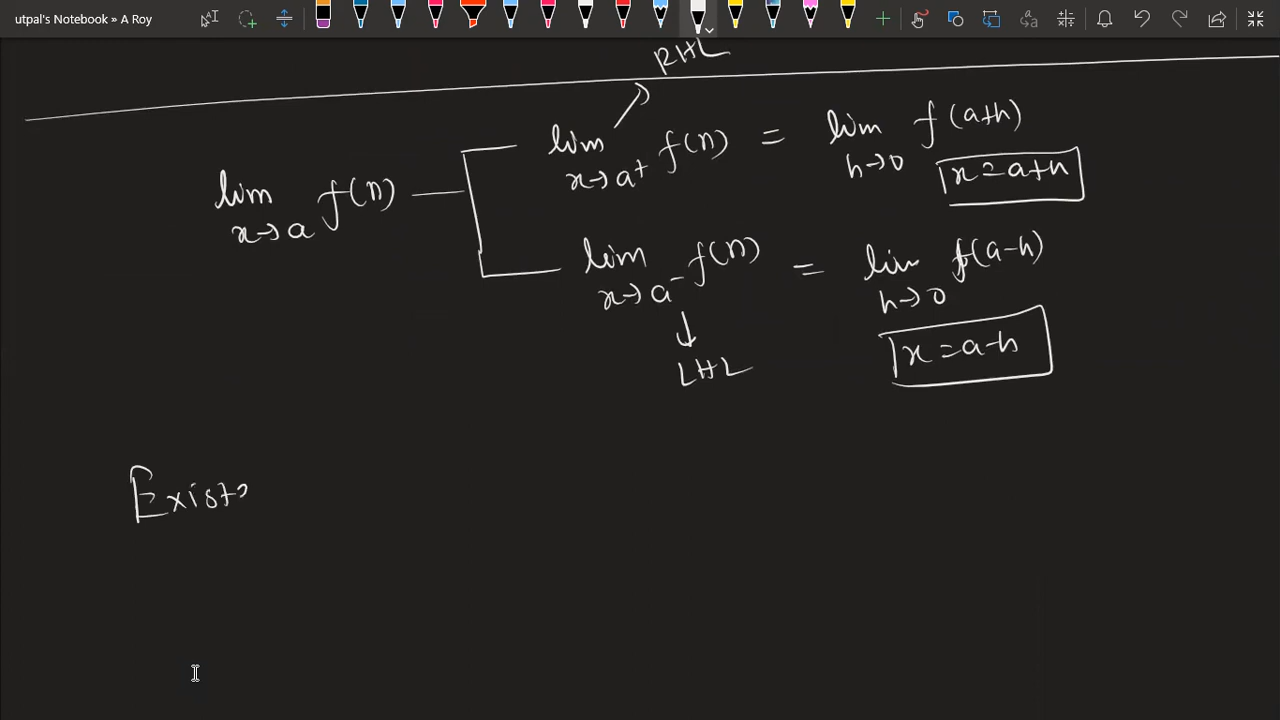 utpal's Notebook » A Roy
RHL
lim x→a f(n)
lim x→a⁺ f(n) = lim h→0 f(a+h)
x=a+h
lim x→a⁻ f(n) = lim h→0 f(a-h)
x=a-h
LHL
Exists